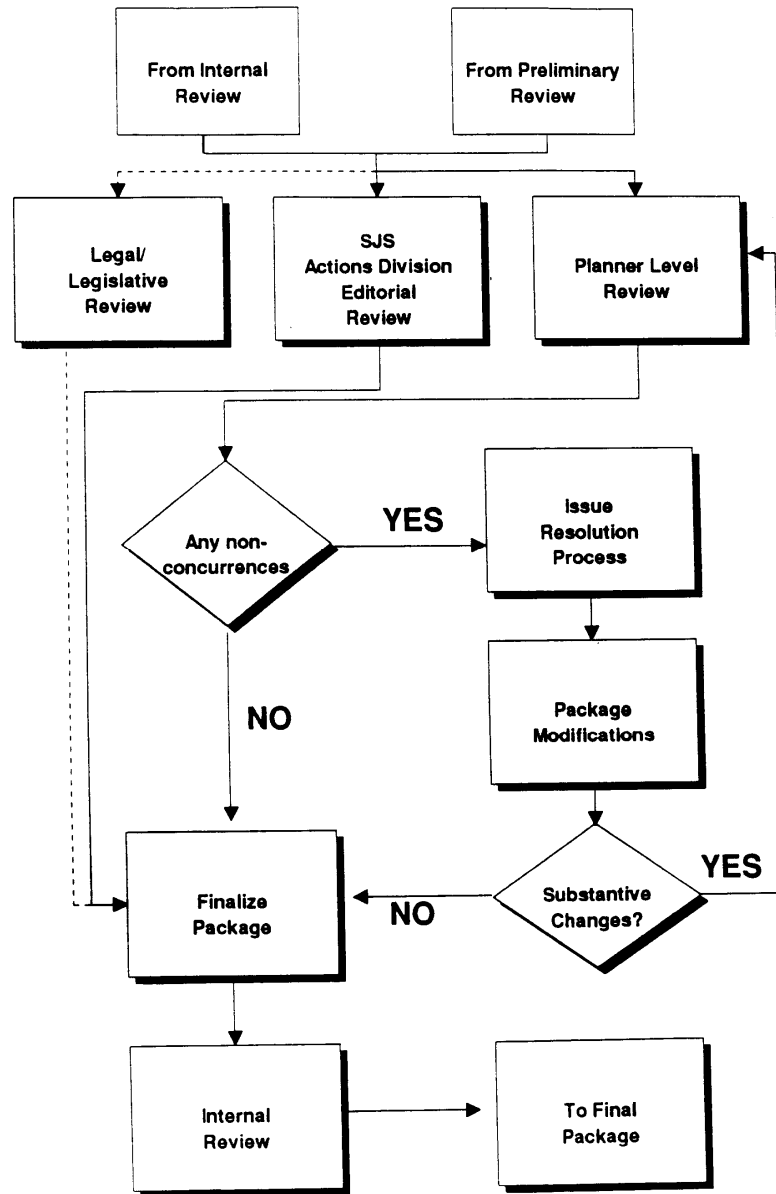 From Internal
Review
From Preliminary
Review
Legal/
Legislative
Review
SJS
Actions Division
Editorial
Review
Planner Level
Review
Any non-
concurrences
YES
Issue
Resolution
Process
NO
Package
Modifications
Finalize
Package
NO
Substantive
Changes?
YES
Internal
Review
To Final
Package